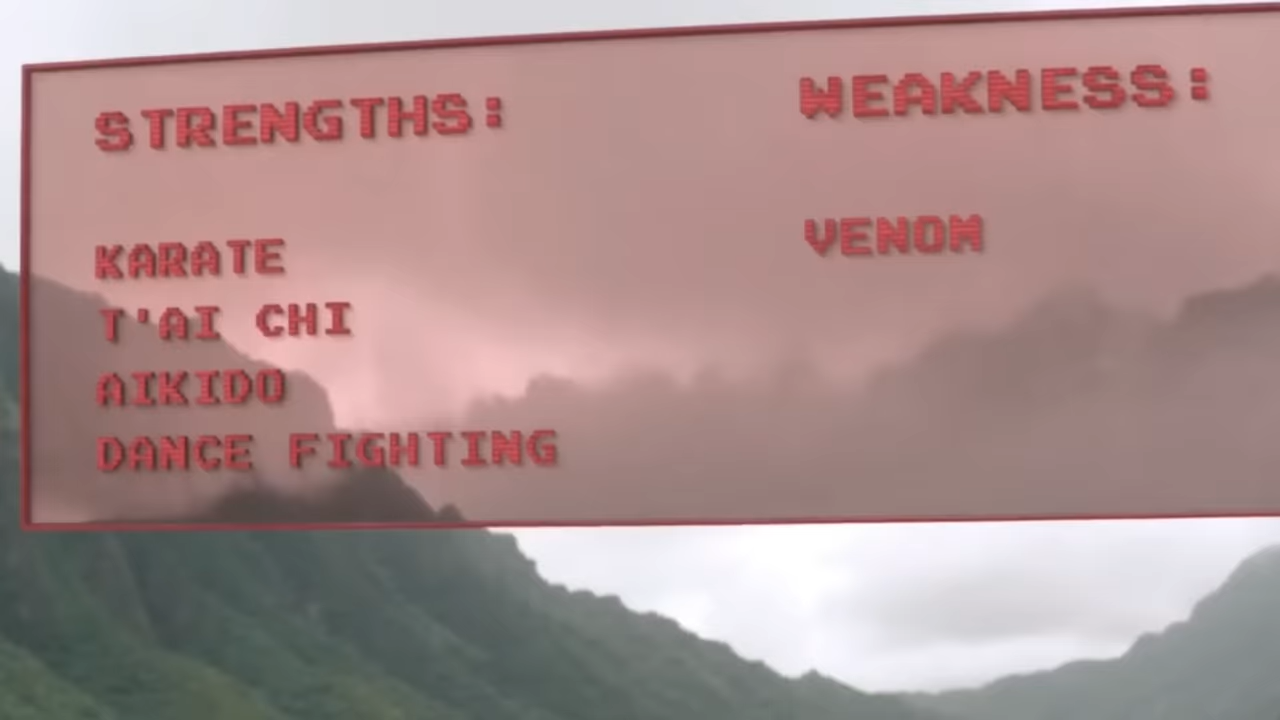 STRENGTHS:
KARATE
T'AI CHI
AIKIDO
DANCE FIGHTING
WEAKNESS:
VENOM